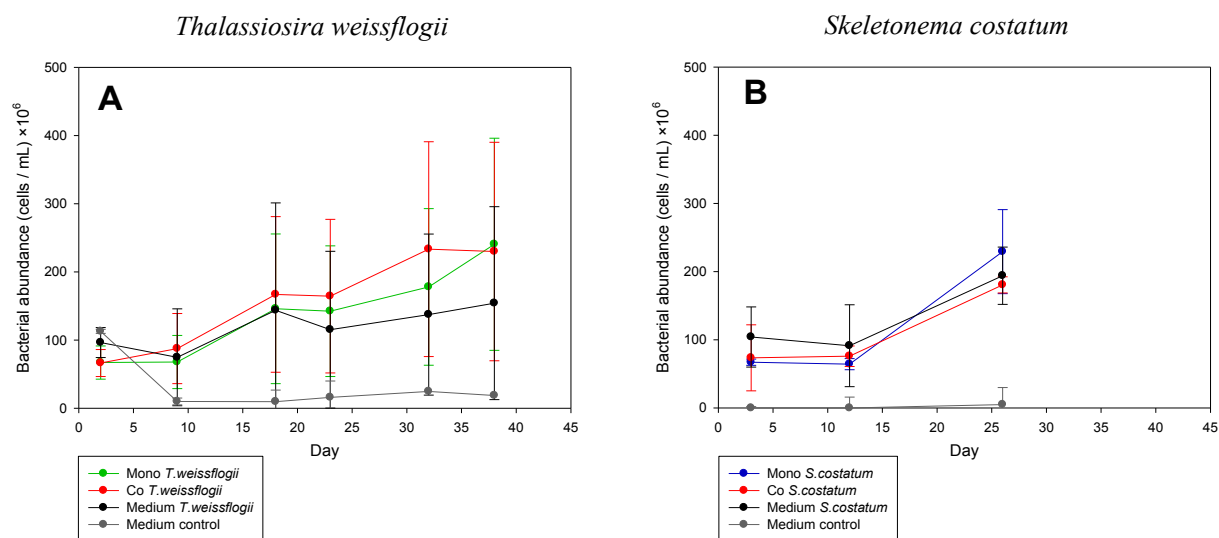 Thalassiosira weissflogii
Skeletonema costatum
A
Bacterial abundance (cells / mL) ×10⁶
500
400
300
200
100
0
0 5 10 15 20 25 30 35 40 45
Day
Mono T.weissflogii
Co T.weissflogii
Medium T.weissflogii
Medium control
B
Bacterial abundance (cells / mL) ×10⁶
500
400
300
200
100
0
0 5 10 15 20 25 30 35 40 45
Day
Mono S.costatum
Co S.costatum
Medium S.costatum
Medium control